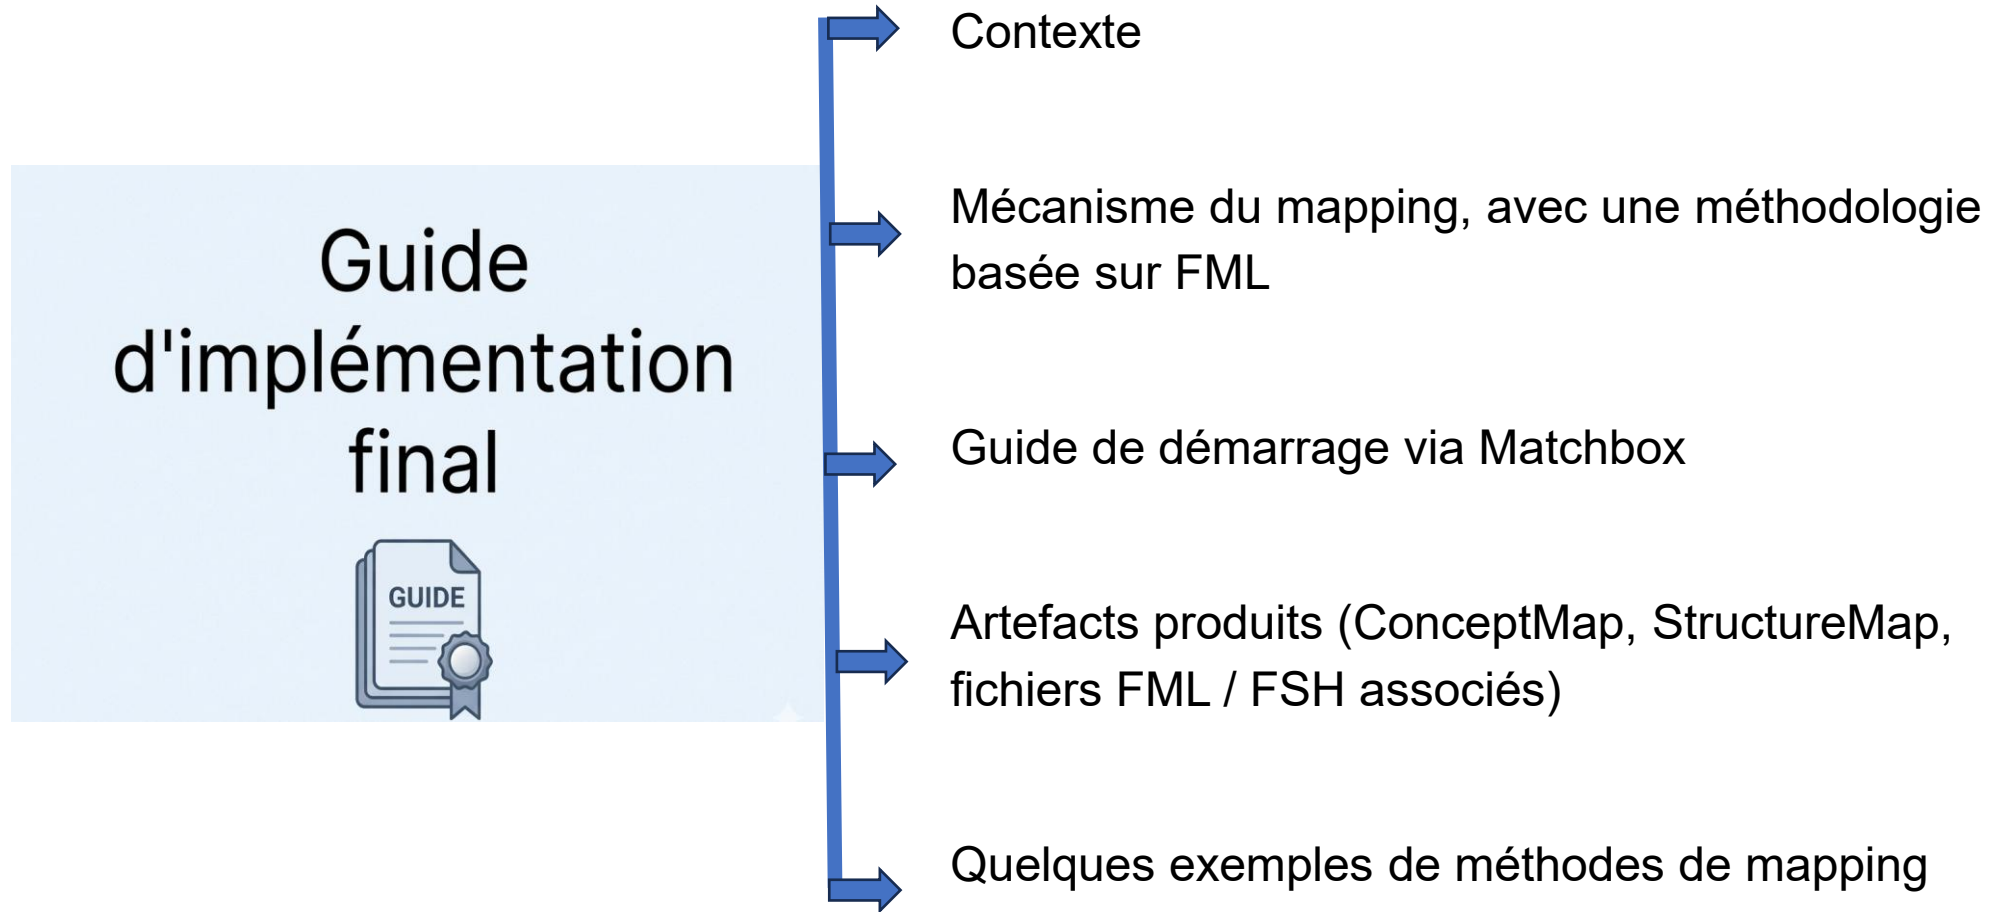 Guide
d'implémentation
final
GUIDE
Contexte
Mécanisme du mapping, avec une méthodologie
basée sur FML
Guide de démarrage via Matchbox
Artefacts produits (ConceptMap, StructureMap,
fichiers FML / FSH associés)
Quelques exemples de méthodes de mapping